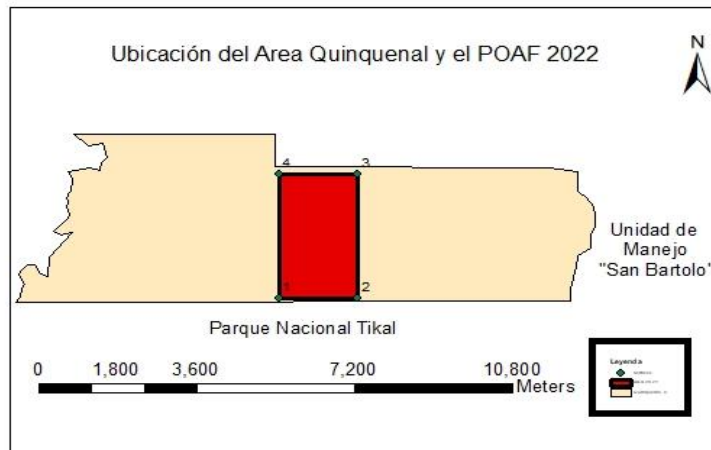 Ubicación del Area Quinquenal y el POAF 2022
N
4 3
1 2
Unidad de
Manejo
"San Bartolo"
Parque Nacional Tikal
0 1,800 3,600 7,200 10,800
Meters
Leyenda